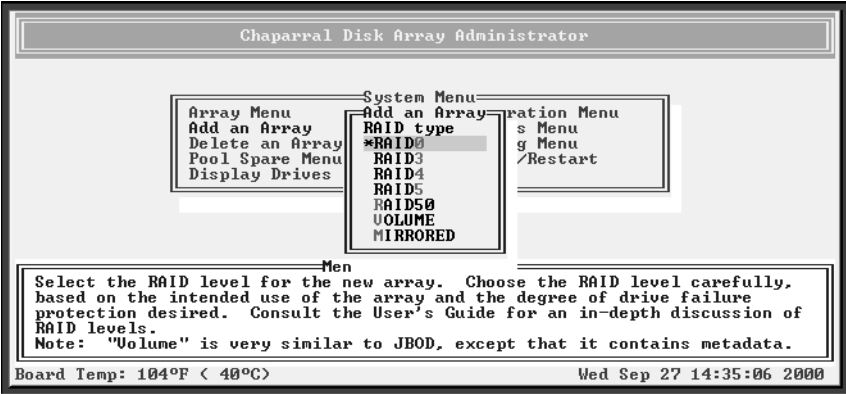 Chaparral Disk Array Administrator
System Menu
Array Menu
Add an Array
Delete an Array
Pool Spare Menu
Display Drives
Add an Array
RAID type
*RAID0
RAID3
RAID4
RAID5
RAID50
VOLUME
MIRRORED
ration Menu
s Menu
g Menu
/Restart
Men
Select the RAID level for the new array.  Choose the RAID level carefully,
based on the intended use of the array and the degree of drive failure
protection desired.  Consult the User's Guide for an in-depth discussion of
RAID levels.
Note:  "Volume" is very similar to JBOD, except that it contains metadata.
Board Temp: 104°F ( 40°C)
Wed Sep 27 14:35:06 2000